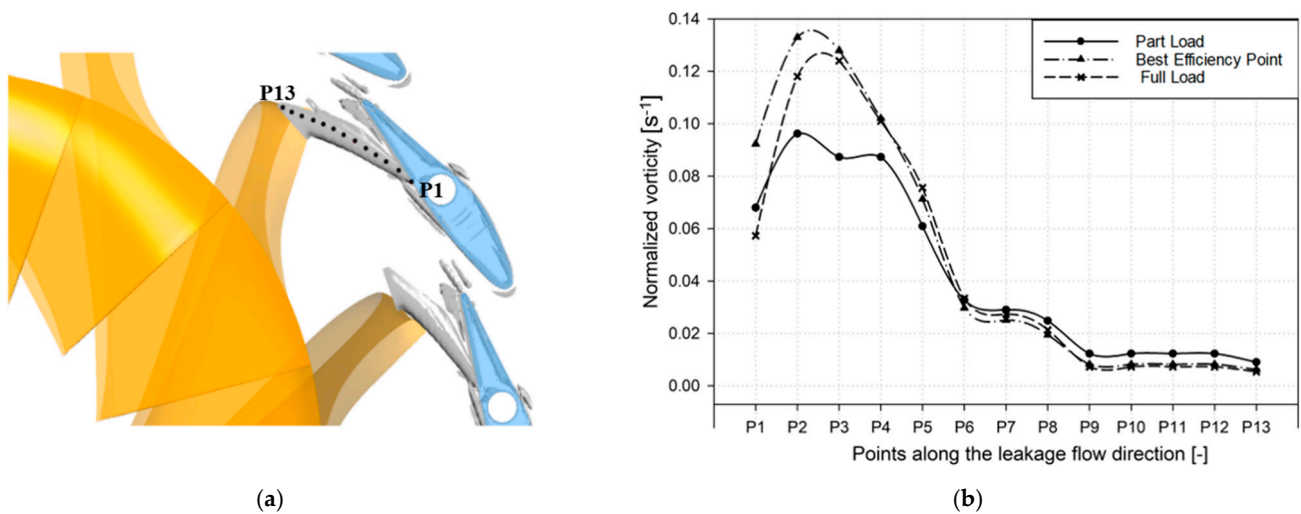 P13
P1
(a)
0.14
0.12
0.10
0.08
0.06
0.04
0.02
0.00
Normalized vorticity [s⁻¹]
Part Load
Best Efficiency Point
Full Load
P1 P2 P3 P4 P5 P6 P7 P8 P9 P10 P11 P12 P13
Points along the leakage flow direction [-]
(b)